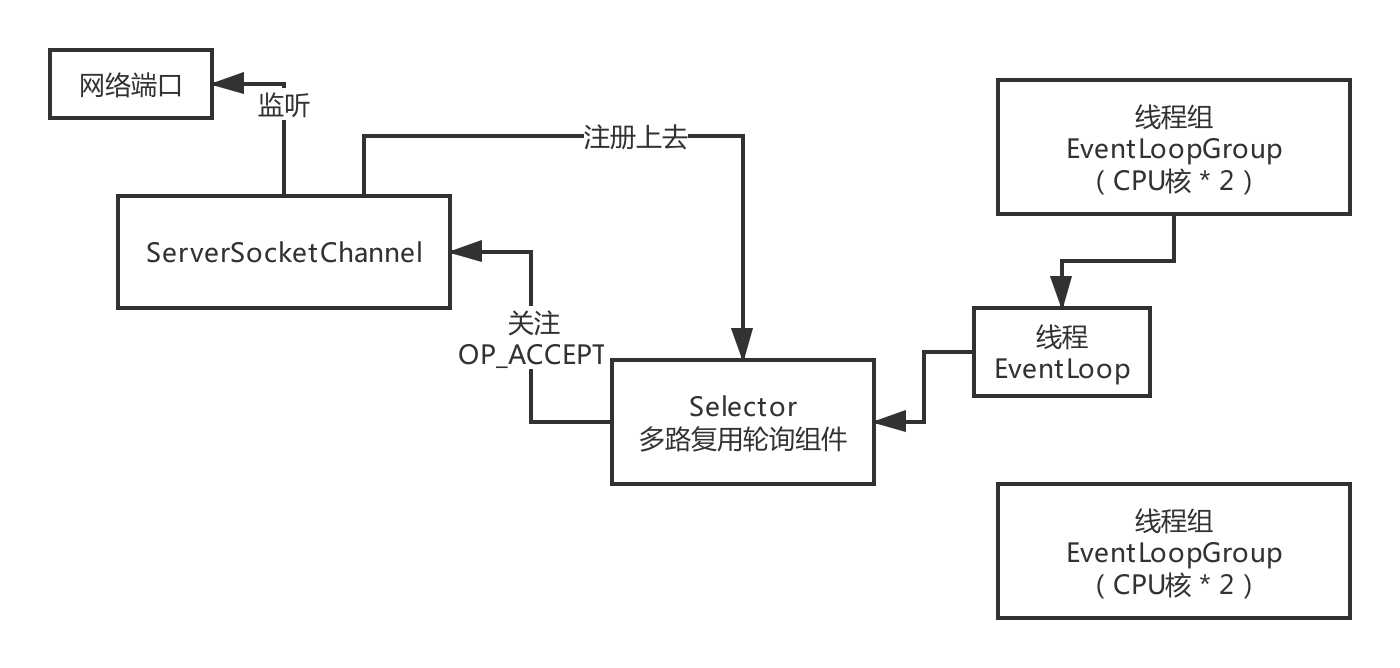 网络端口
监听
注册上去
线程组
EventLoopGroup
（ CPU核 * 2 ）
ServerSocketChannel
关注
OP_ACCEPT
线程
EventLoop
Selector
多路复用轮询组件
线程组
EventLoopGroup
（ CPU核 * 2 ）